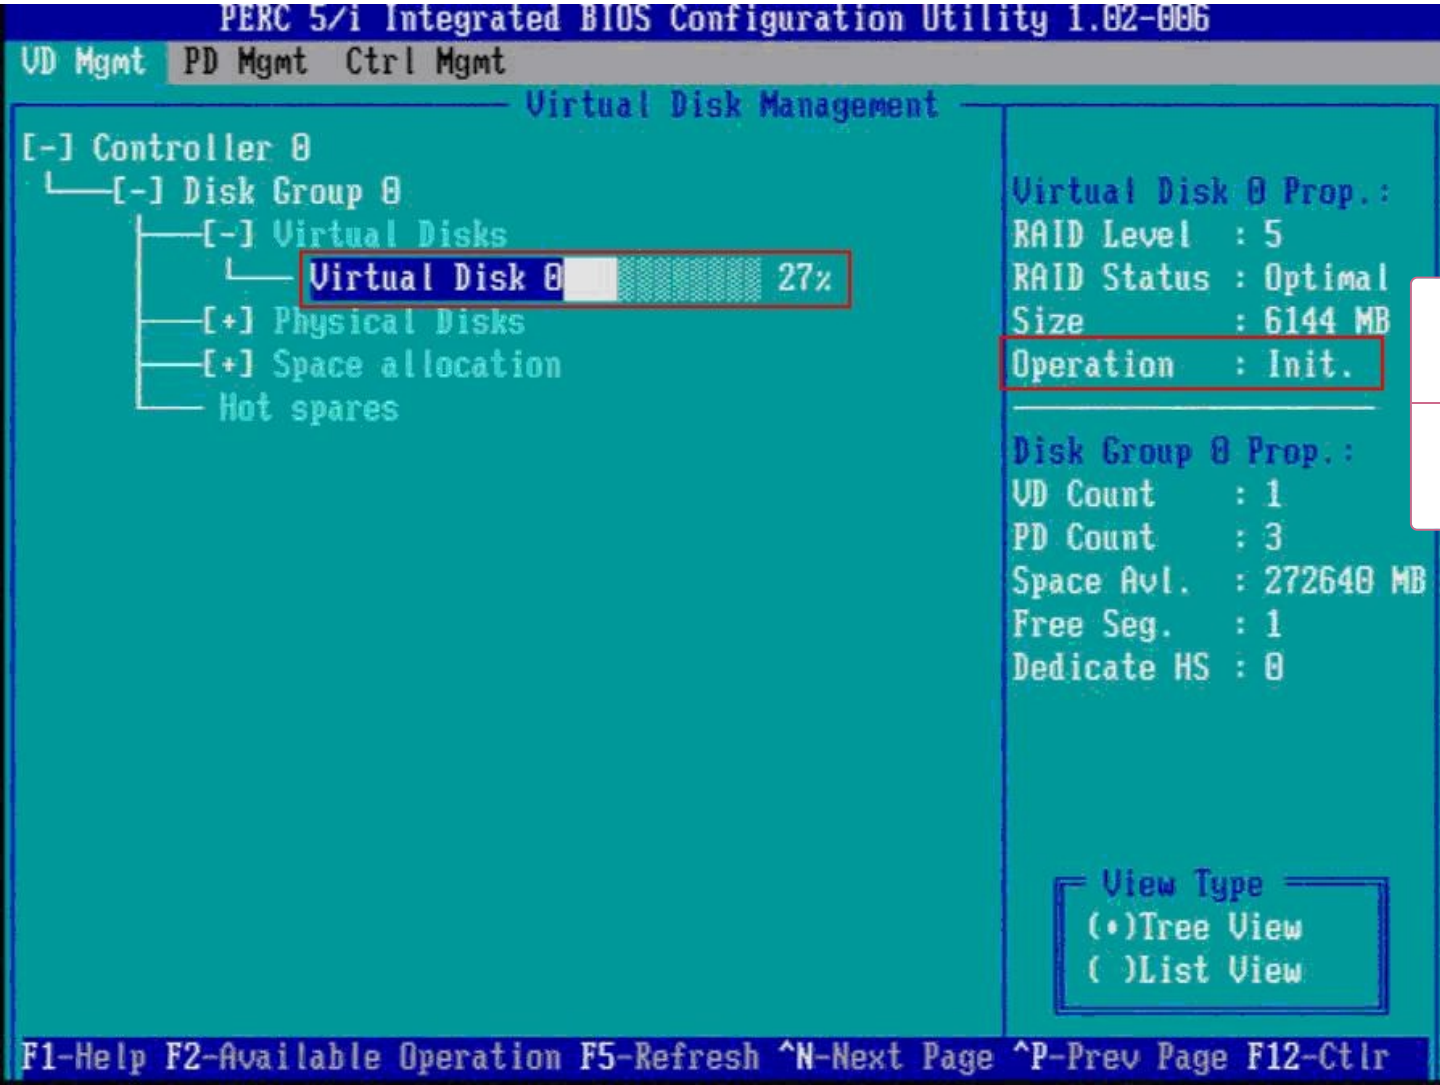 PERC 5/i Integrated BIOS Configuration Utility 1.02-006
VD Mgmt PD Mgmt Ctrl Mgmt
Virtual Disk Management
[-] Controller 0
[-] Disk Group 0
[-] Virtual Disks
Virtual Disk 0 27%
[+] Physical Disks
[+] Space allocation
Hot spares
Virtual Disk 0 Prop.:
RAID Level : 5
RAID Status : Optimal
Size : 6144 MB
Operation : Init.
Disk Group 0 Prop.:
VD Count : 1
PD Count : 3
Space Avl. : 272640 MB
Free Seg. : 1
Dedicate HS : 0
View Type
(•)Tree View
( )List View
F1-Help F2-Available Operation F5-Refresh ^N-Next Page ^P-Prev Page F12-Ctlr